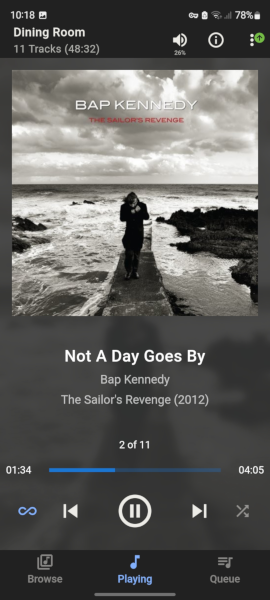 10:18
78%
Dining Room
11 Tracks (48:32)
26%
BAP KENNEDY
THE SAILOR'S REVENGE
Not A Day Goes By
Bap Kennedy
The Sailor's Revenge (2012)
2 of 11
01:34
04:05
Browse
Playing
Queue